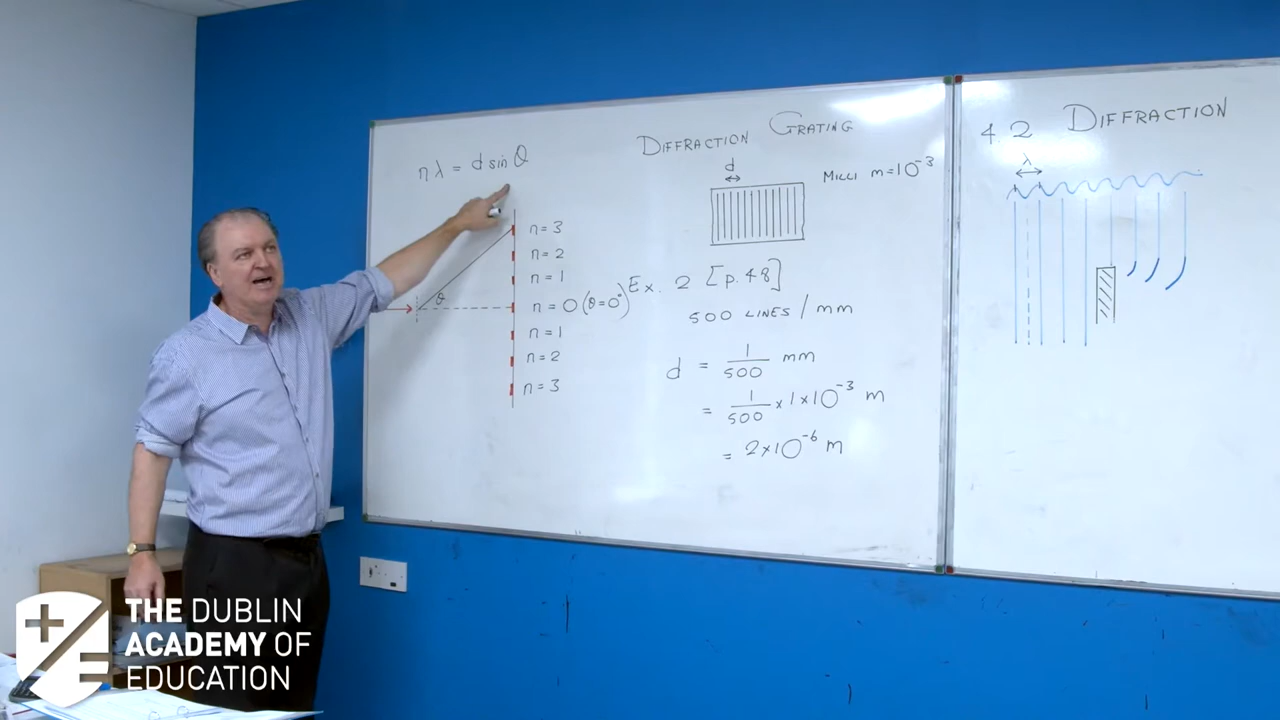 nλ = d sin θ
θ
n = 3
n = 2
n = 1
n = 0 (θ = 0°)
n = 1
n = 2
n = 3
DIFFRACTION GRATING
d
MILLI m = 10⁻³
Ex. 2 [p. 48]
500 LINES / mm
d = 1/500 mm
= 1/500 × 1 × 10⁻³ m
= 2 × 10⁻⁶ m
4.2 DIFFRACTION
λ
THE DUBLIN
ACADEMY OF
EDUCATION